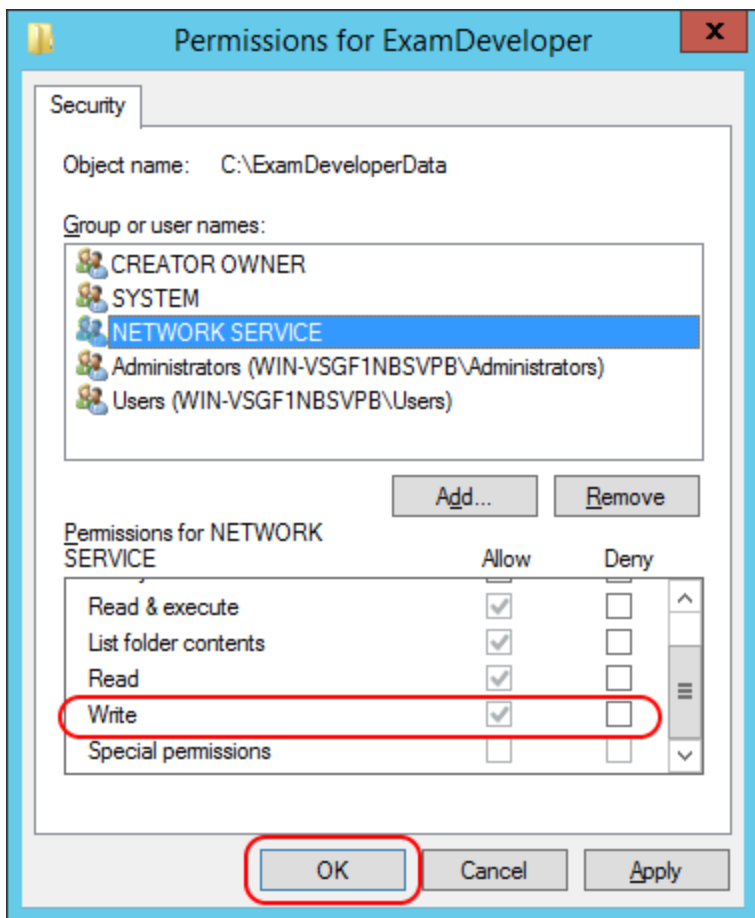 Permissions for ExamDeveloper
x
Security
Object name: C:\ExamDeveloperData
Group or user names:
CREATOR OWNER
SYSTEM
NETWORK SERVICE
Administrators (WIN-VSGF1NBSVPB\Administrators)
Users (WIN-VSGF1NBSVPB\Users)
Add... Remove
Permissions for NETWORK
SERVICE Allow Deny
Read & execute
List folder contents
Read
Write
Special permissions
OK Cancel Apply